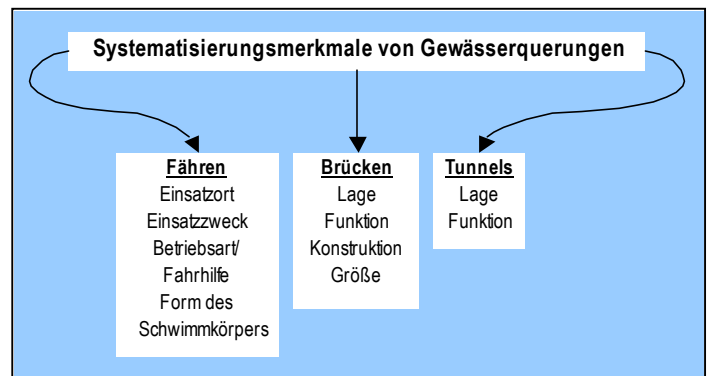 Systematisierungsmerkmale von Gewässerquerungen
Fähren
Einsatzort
Einsatzzweck
Betriebsart/
Fahrhilfe
Form des
Schwimmkörpers
Brücken
Lage
Funktion
Konstruktion
Größe
Tunnels
Lage
Funktion